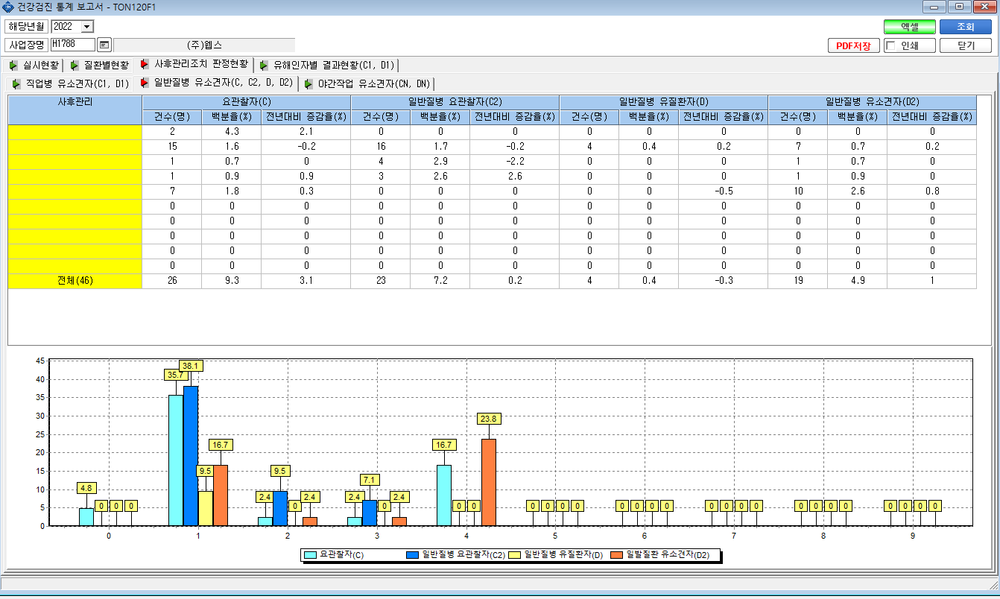 건강검진 통계 보고서 - TON120F1
해당년월 2022 엑셀 조회
사업장명 H1788 (주)웹스 PDF저장 인쇄 닫기
실시현황 질환별현황 사후관리조치 판정현황 유해인자별 결과현황(C1, D1)
직업병 유소견자(C1, D1) 일반질병 유소견자(C, C2, D, D2) 야간작업 유소견자(CN, DN)
사후관리 요관찰자(C) 일반질병 요관찰자(C2) 일반질병 유질환자(D) 일반질병 유소견자(D2)
건수(명) 백분율(%) 전년대비 증감율(%) 건수(명) 백분율(%) 전년대비 증감율(%) 건수(명) 백분율(%) 전년대비 증감율(%) 건수(명) 백분율(%) 전년대비 증감율(%)
2 4.3 2.1 0 0 0 0 0 0 0 0 0
15 1.6 -0.2 16 1.7 -0.2 4 0.4 0.2 7 0.7 0.2
1 0.7 0 4 2.9 -2.2 0 0 0 1 0.7 0
1 0.9 0.9 3 2.6 2.6 0 0 0 1 0.9 0
7 1.8 0.3 0 0 0 0 0 -0.5 10 2.6 0.8
0 0 0 0 0 0 0 0 0 0 0 0
0 0 0 0 0 0 0 0 0 0 0 0
0 0 0 0 0 0 0 0 0 0 0 0
0 0 0 0 0 0 0 0 0 0 0 0
0 0 0 0 0 0 0 0 0 0 0 0
전체(46) 26 9.3 3.1 23 7.2 0.2 4 0.4 -0.3 19 4.9 1
45
40
35
30
25
20
15
10
5
0
4.8 0 0 0
35.7 38.1 9.5 16.7
2.4 9.5 0 2.4
2.4 7.1 0 2.4
16.7 0 0 23.8
0 0 0 0
0 0 0 0
0 0 0 0
0 0 0 0
0 0 0 0
0 1 2 3 4 5 6 7 8 9
요관찰자(C) 일반질병 요관찰자(C2) 일반질병 유질환자(D) 일발질환 유소견자(D2)